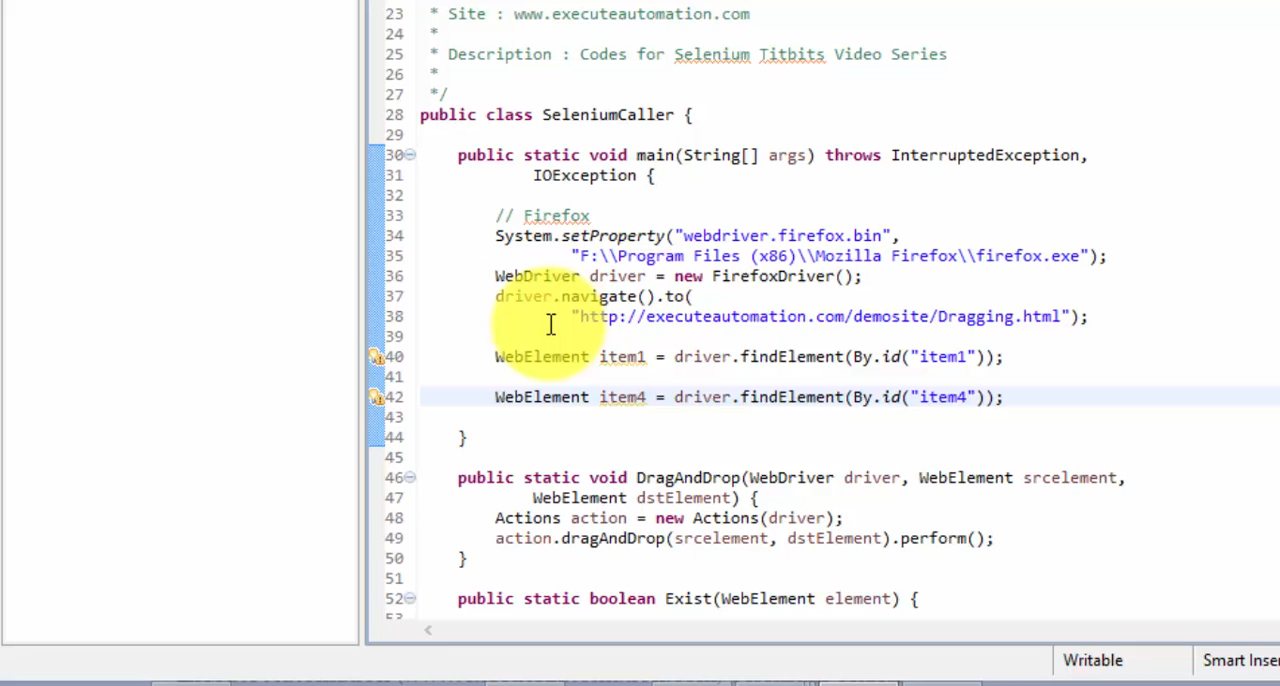 23 * Site : www.executeautomation.com
24 *
25 * Description : Codes for Selenium Titbits Video Series
26 *
27 */
28 public class SeleniumCaller {
29
30 public static void main(String[] args) throws InterruptedException,
31 IOException {
32
33 // Firefox
34 System.setProperty("webdriver.firefox.bin",
35 "F:\\Program Files (x86)\\Mozilla Firefox\\firefox.exe");
36 WebDriver driver = new FirefoxDriver();
37 driver.navigate().to(
38 "http://executeautomation.com/demosite/Dragging.html");
39
40 WebElement item1 = driver.findElement(By.id("item1"));
41
42 WebElement item4 = driver.findElement(By.id("item4"));
43
44 }
45
46 public static void DragAndDrop(WebDriver driver, WebElement srcelement,
47 WebElement dstElement) {
48 Actions action = new Actions(driver);
49 action.dragAndDrop(srcelement, dstElement).perform();
50 }
51
52 public static boolean Exist(WebElement element) {
53
Writable Smart Inser